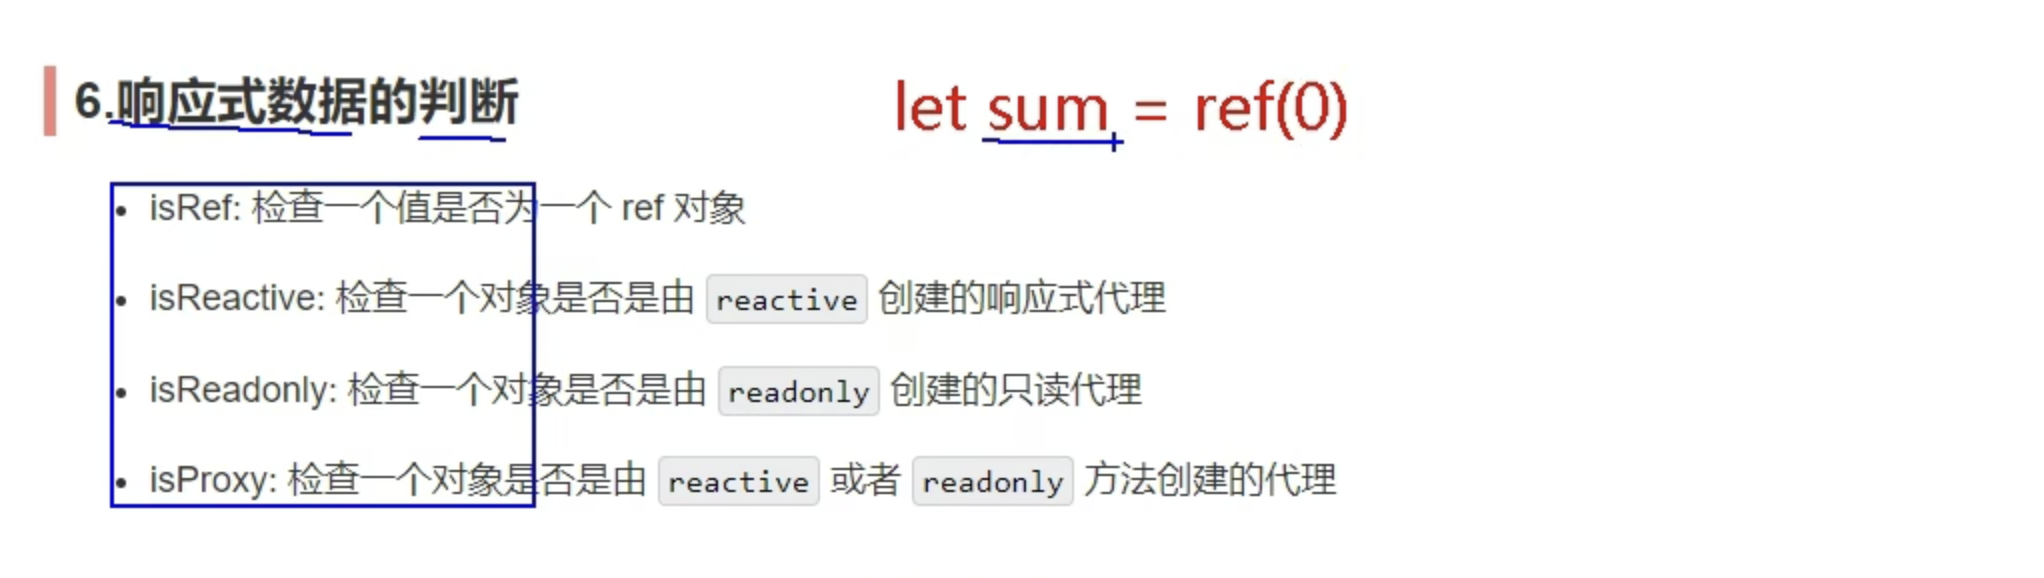 6.响应式数据的判断
let sum = ref(0)
• isRef: 检查一个值是否为一个 ref 对象
• isReactive: 检查一个对象是否是由 reactive 创建的响应式代理
• isReadonly: 检查一个对象是否是由 readonly 创建的只读代理
• isProxy: 检查一个对象是否是由 reactive 或者 readonly 方法创建的代理